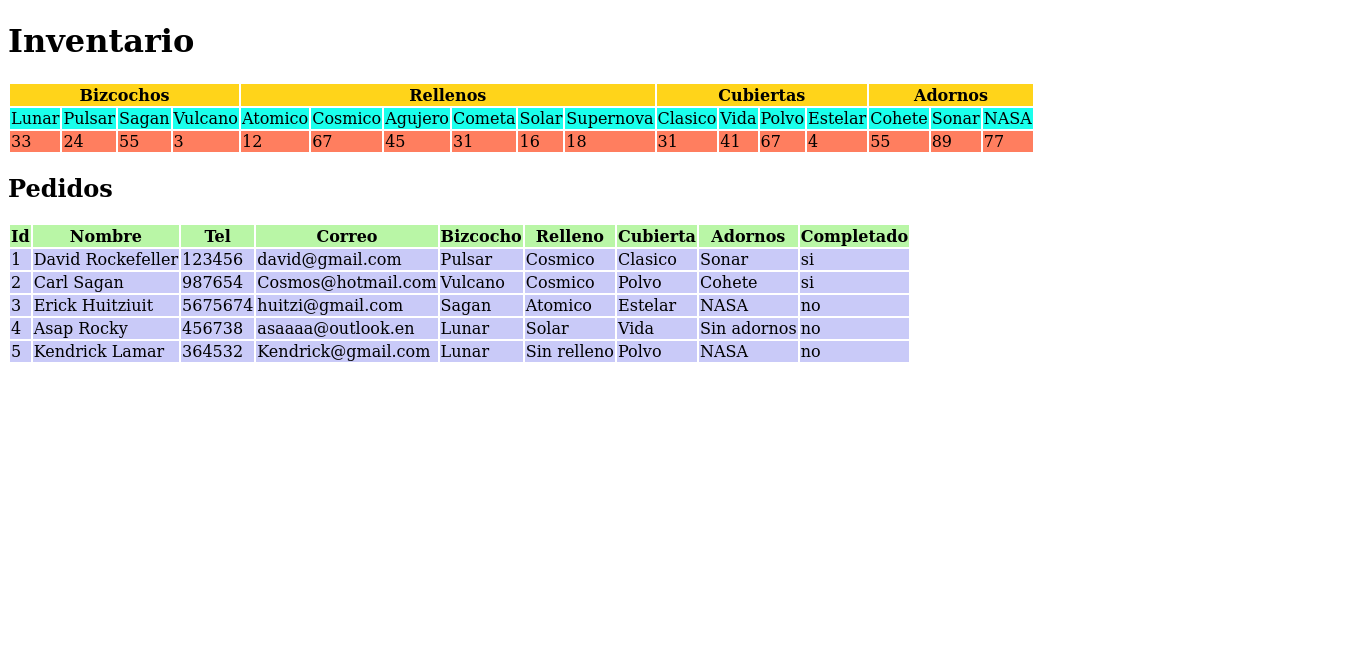 Inventario
Bizcochos Rellenos Cubiertas Adornos
Lunar Pulsar Sagan Vulcano Atomico Cosmico Agujero Cometa Solar Supernova Clasico Vida Polvo Estelar Cohete Sonar NASA
33 24 55 3 12 67 45 31 16 18 31 41 67 4 55 89 77
Pedidos
Id Nombre Tel Correo Bizcocho Relleno Cubierta Adornos Completado
1 David Rockefeller 123456 david@gmail.com Pulsar Cosmico Clasico Sonar si
2 Carl Sagan 987654 Cosmos@hotmail.com Vulcano Cosmico Polvo Cohete si
3 Erick Huitziuit 5675674 huitzi@gmail.com Sagan Atomico Estelar NASA no
4 Asap Rocky 456738 asaaaa@outlook.en Lunar Solar Vida Sin adornos no
5 Kendrick Lamar 364532 Kendrick@gmail.com Lunar Sin relleno Polvo NASA no